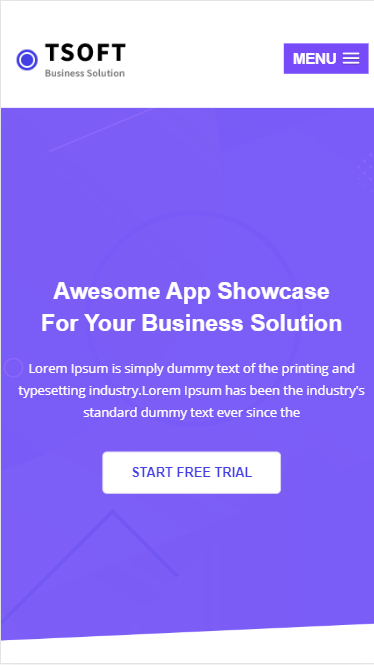 TSOFT
Business Solution
MENU
Awesome App Showcase
For Your Business Solution
Lorem Ipsum is simply dummy text of the printing and
typesetting industry.Lorem Ipsum has been the industry's
standard dummy text ever since the
START FREE TRIAL